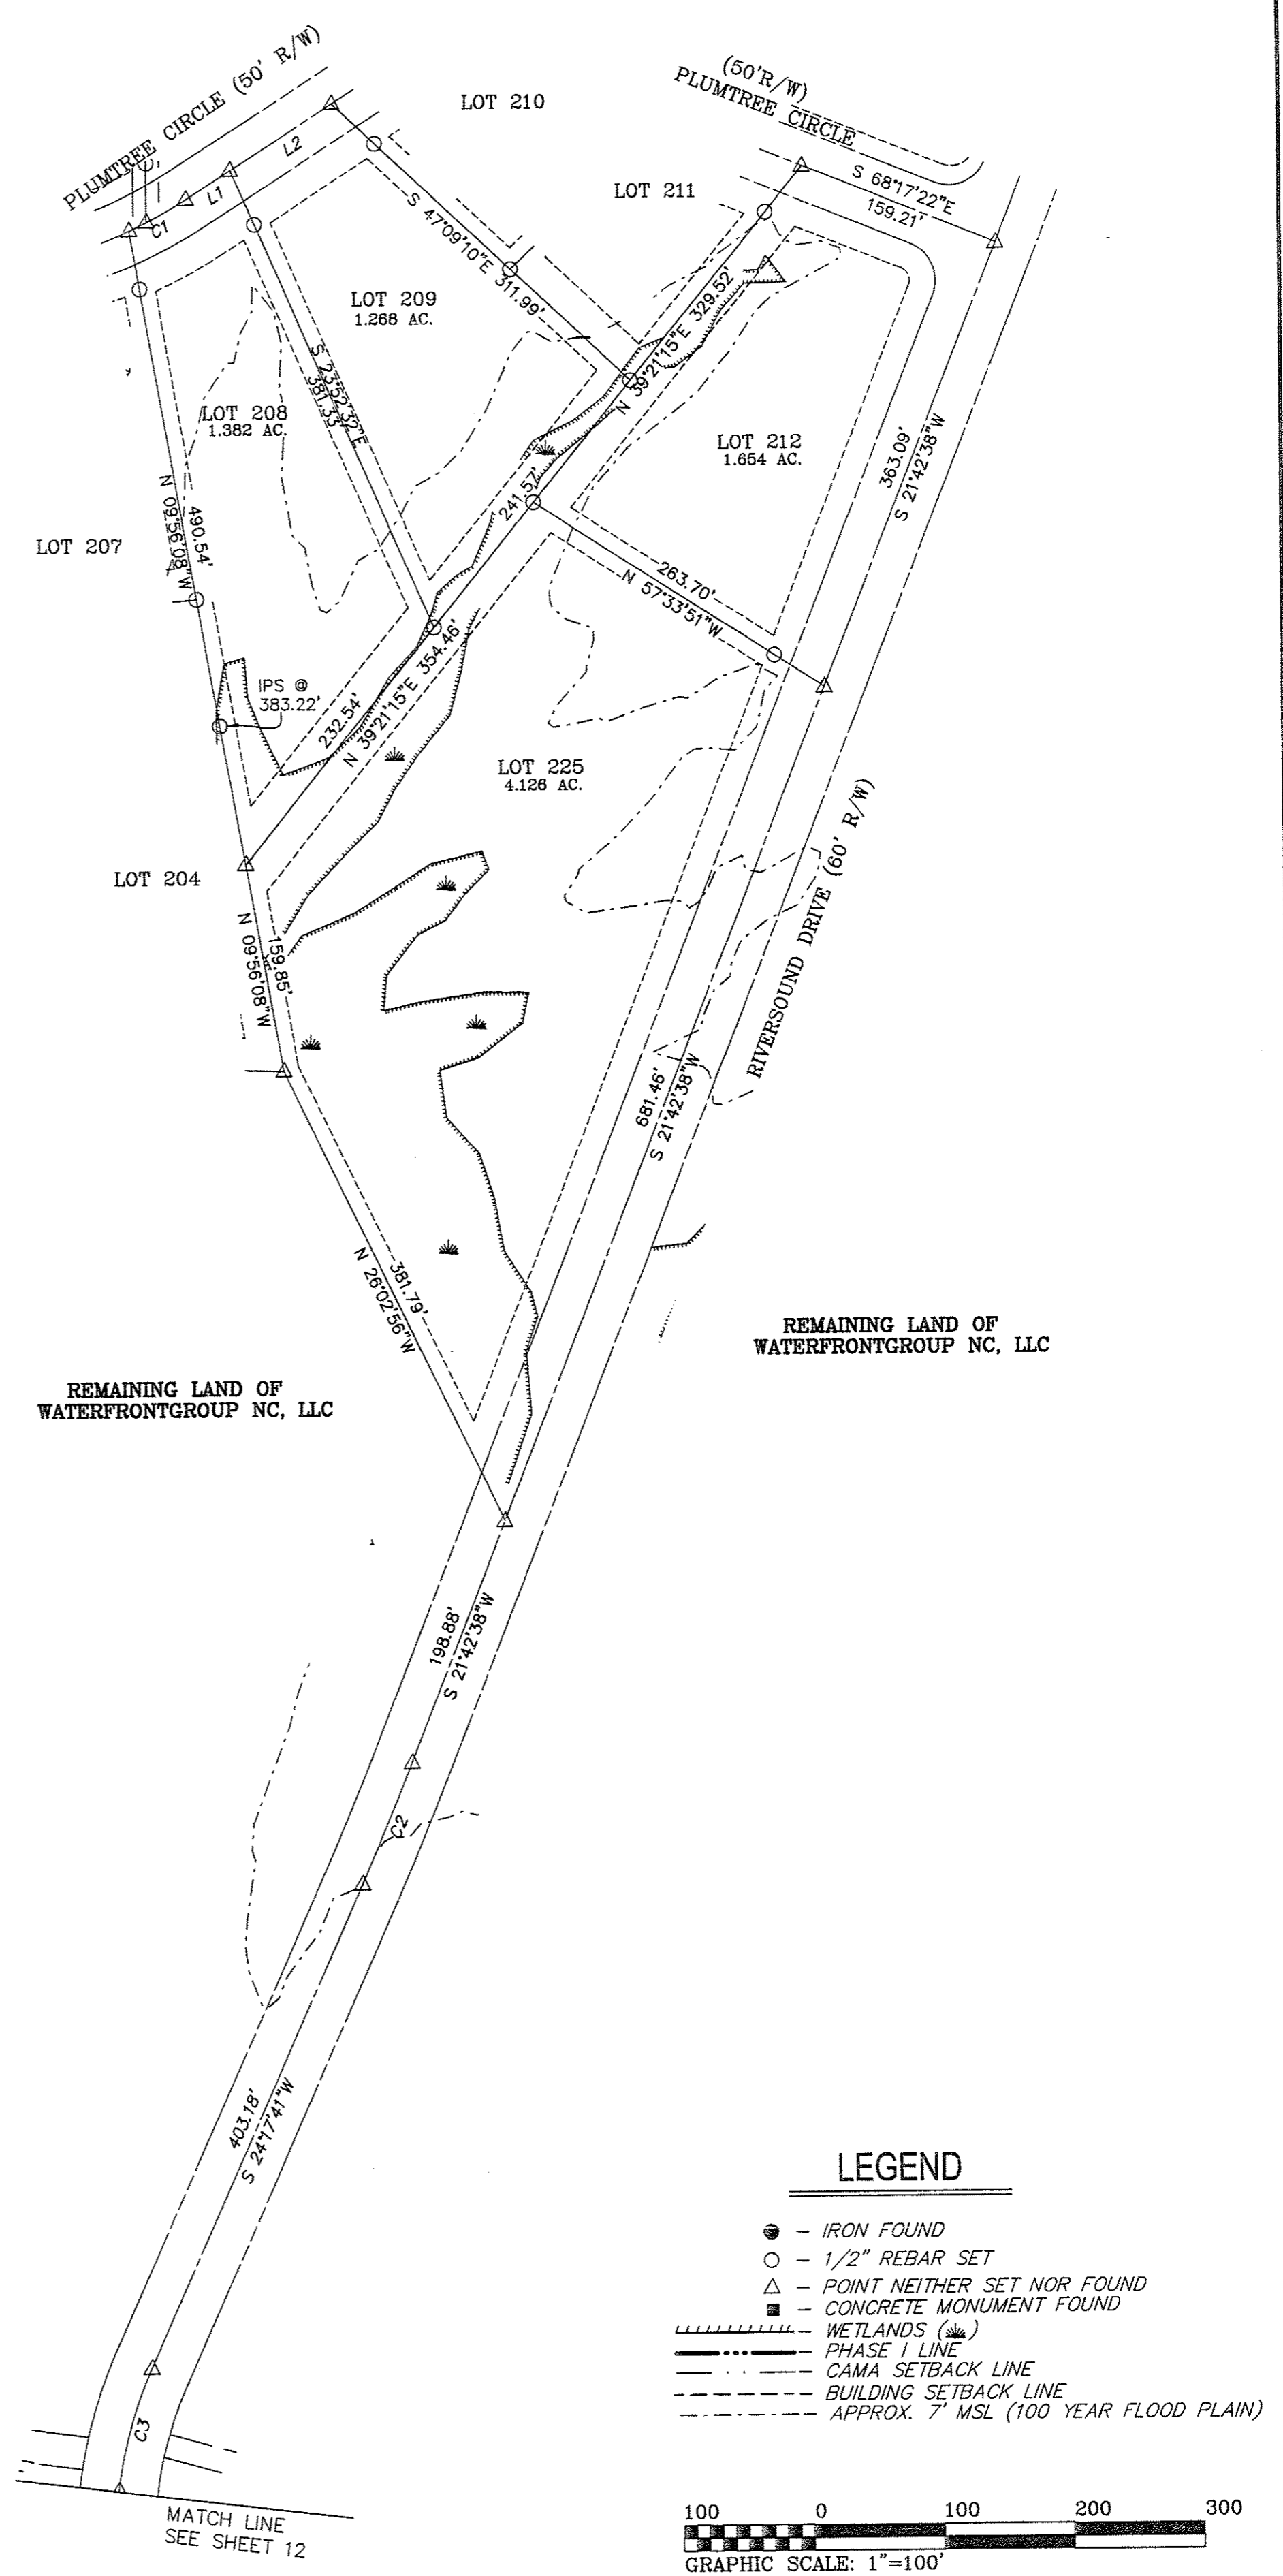 PLUMTREE CIRCLE (50' R/W)
LOT 210
(50'R/W)
PLUMTREE CIRCLE
L2
L1
C1
LOT 211
S 68°17'22"E
159.21'
S 47°09'10"E 311.99'
LOT 209
1.268 AC.
N 39°21'15"E 329.52'
S 23°52'32"E
381.33'
LOT 208
1.382 AC.
LOT 212
1.654 AC.
363.09'
S 21°42'38"W
LOT 207
N 09°56'08"W
490.54'
241.57'
263.70'
N 57°33'51"W
IPS @
383.22'
232.54'
N 39°21'15"E 354.46'
LOT 225
4.126 AC.
LOT 204
RIVERSOUND DRIVE (60' R/W)
159.85'
N 09°56'08"W
681.46'
S 21°42'38"W
381.79'
N 26°02'56"W
REMAINING LAND OF
WATERFRONTGROUP NC, LLC
REMAINING LAND OF
WATERFRONTGROUP NC, LLC
198.88'
S 21°42'38"W
C2
403.18'
S 24°17'41"W
C3
MATCH LINE
SEE SHEET 12
LEGEND
– IRON FOUND
– 1/2" REBAR SET
– POINT NEITHER SET NOR FOUND
– CONCRETE MONUMENT FOUND
– WETLANDS ( )
– PHASE I LINE
– CAMA SETBACK LINE
– BUILDING SETBACK LINE
– APPROX. 7' MSL (100 YEAR FLOOD PLAIN)
100 0 100 200 300
GRAPHIC SCALE: 1"=100'